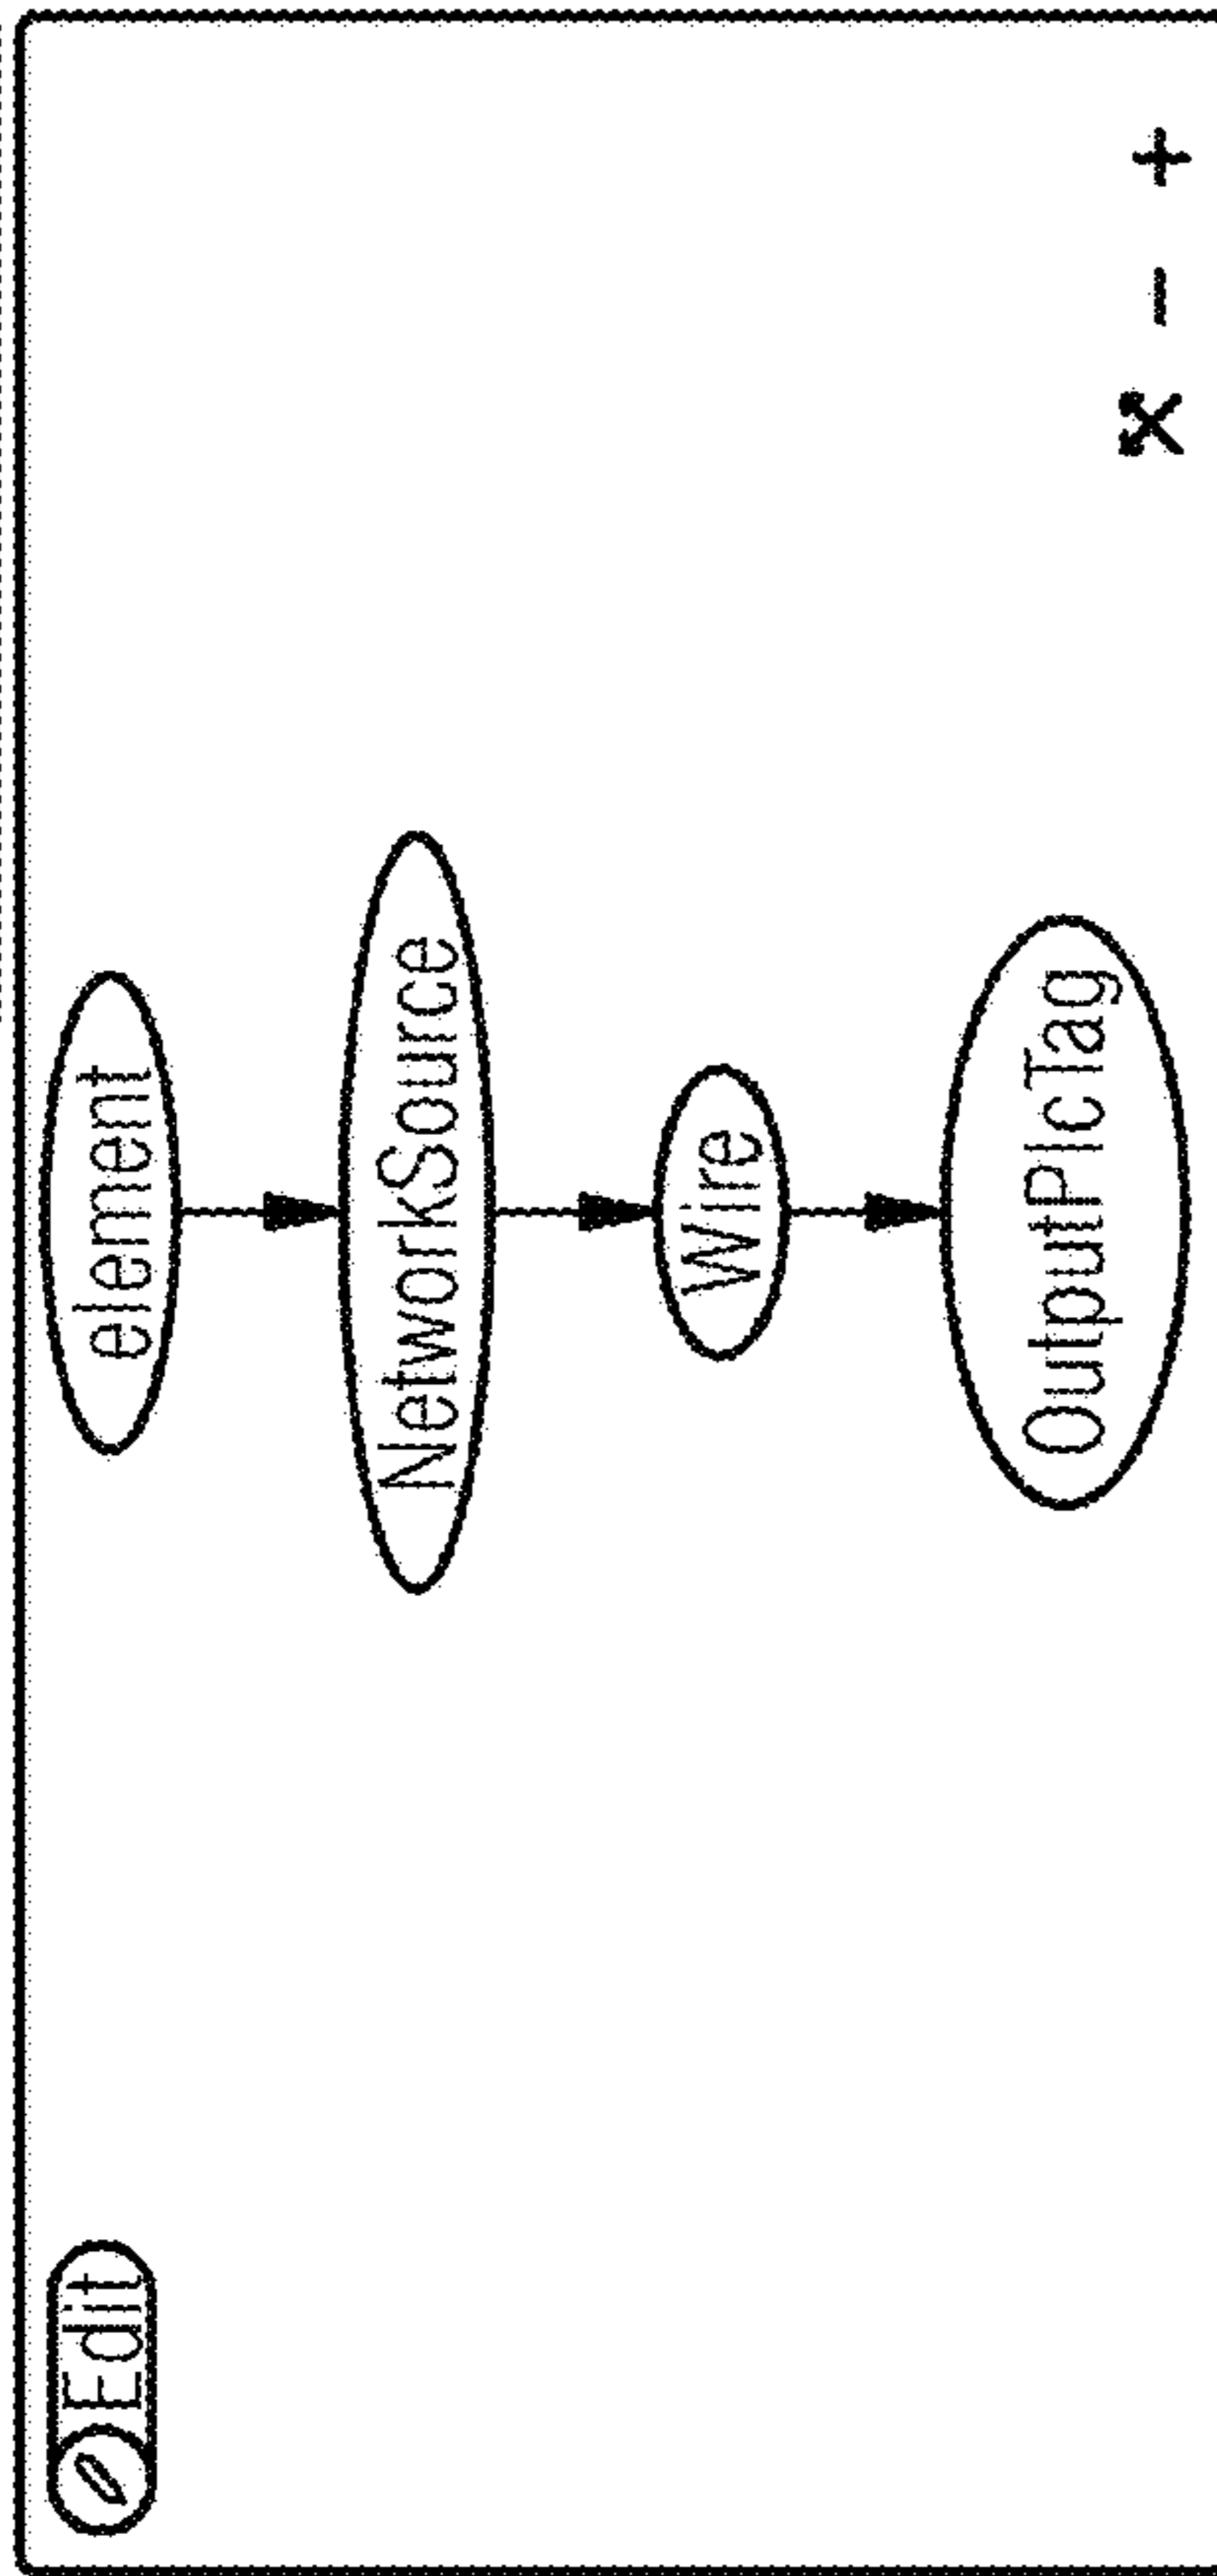 Edit
element
NetworkSource
Wire
OutputPlcTag
- +